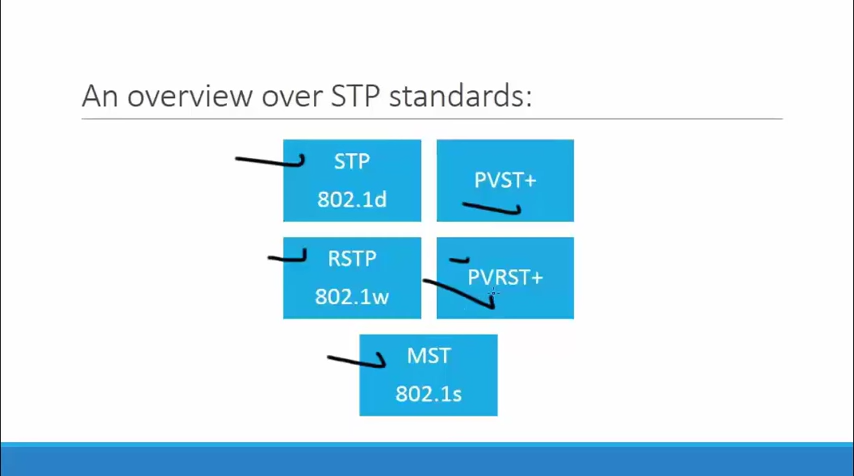 An overview over STP standards:
STP
802.1d
PVST+
RSTP
802.1w
PVRST+
MST
802.1s